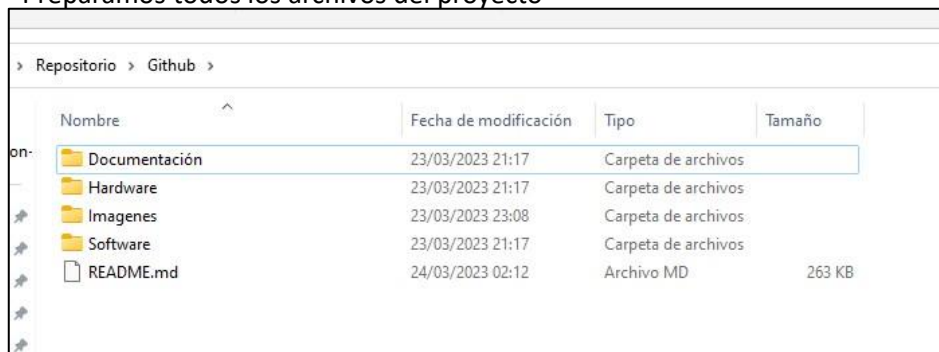 Preparamos todos los archivos del proyecto
> Repositorio > Github >
Nombre Fecha de modificación Tipo Tamaño
on-
Documentación 23/03/2023 21:17 Carpeta de archivos
Hardware 23/03/2023 21:17 Carpeta de archivos
Imagenes 23/03/2023 23:08 Carpeta de archivos
Software 23/03/2023 21:17 Carpeta de archivos
README.md 24/03/2023 02:12 Archivo MD 263 KB